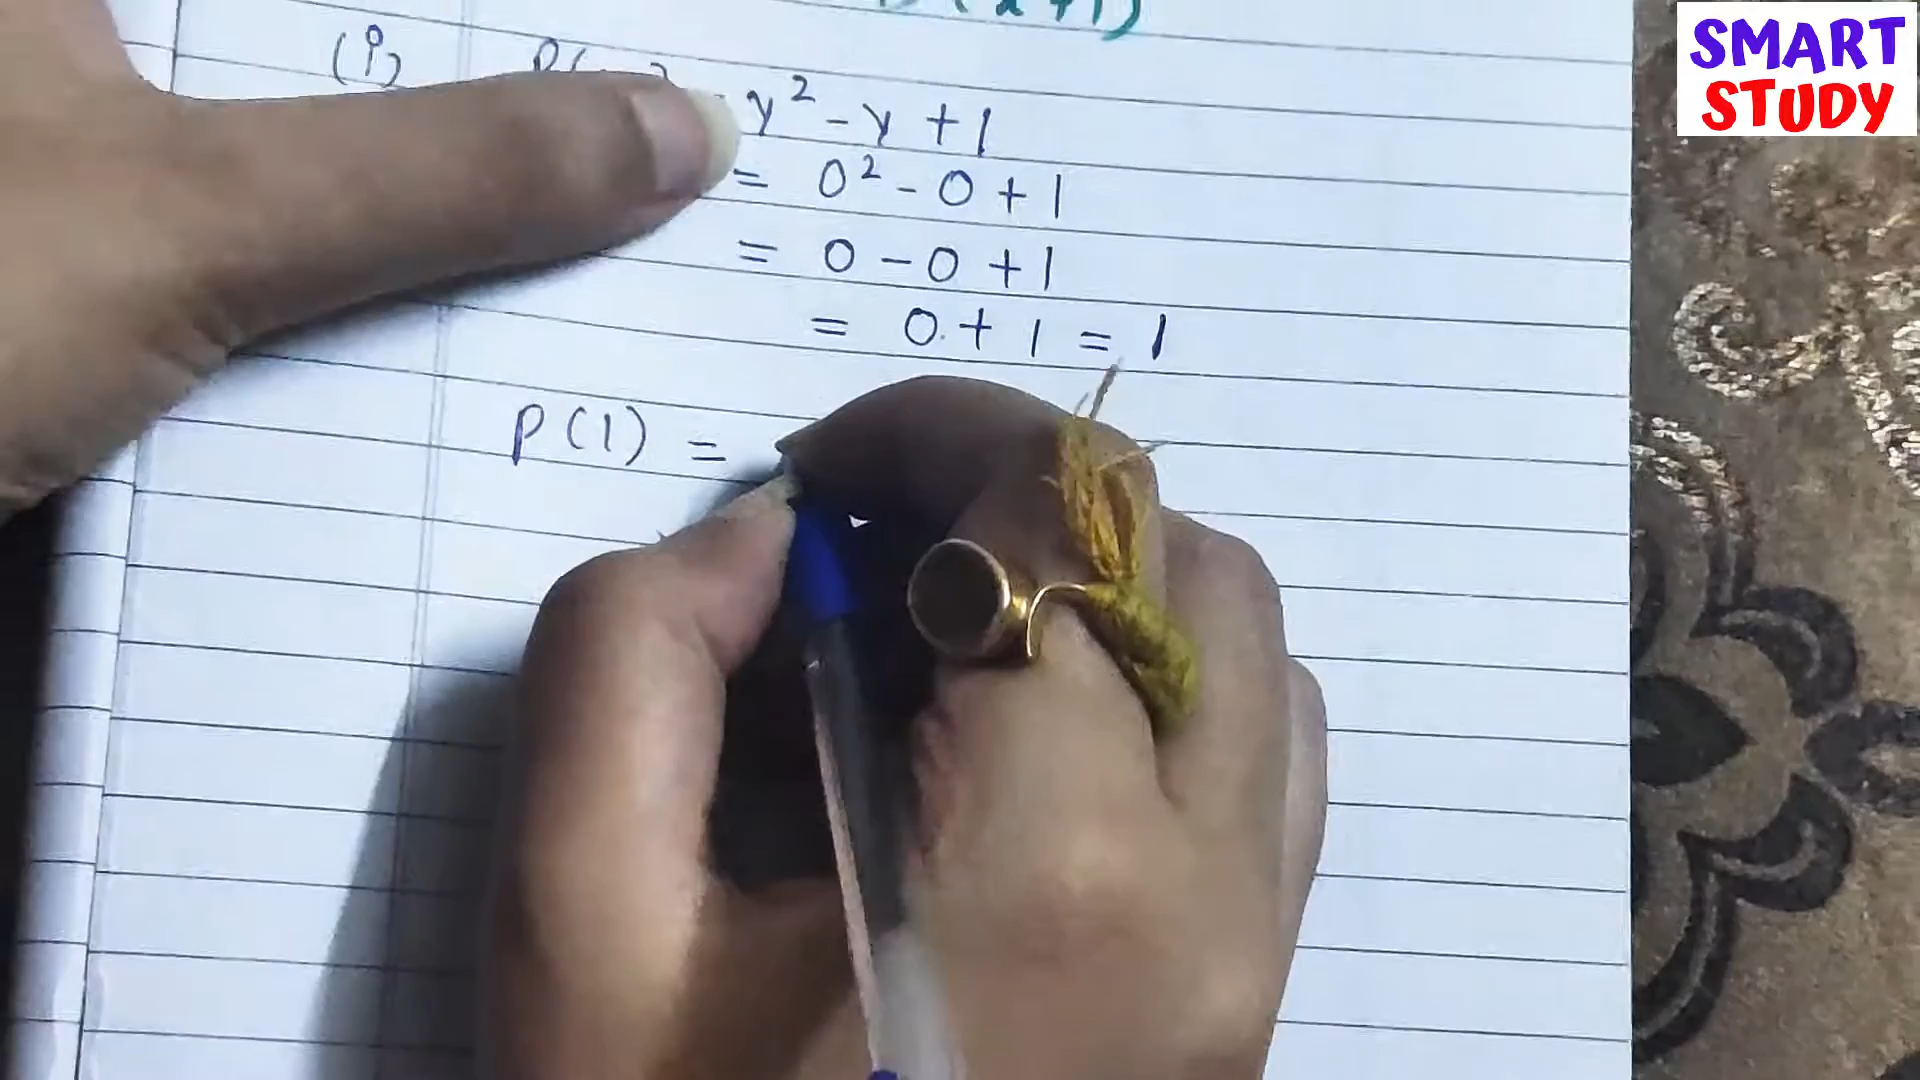 SMART
STUDY
(i) y² - y + 1
= 0² - 0 + 1
= 0 - 0 + 1
= 0 + 1 = 1
P(1) =